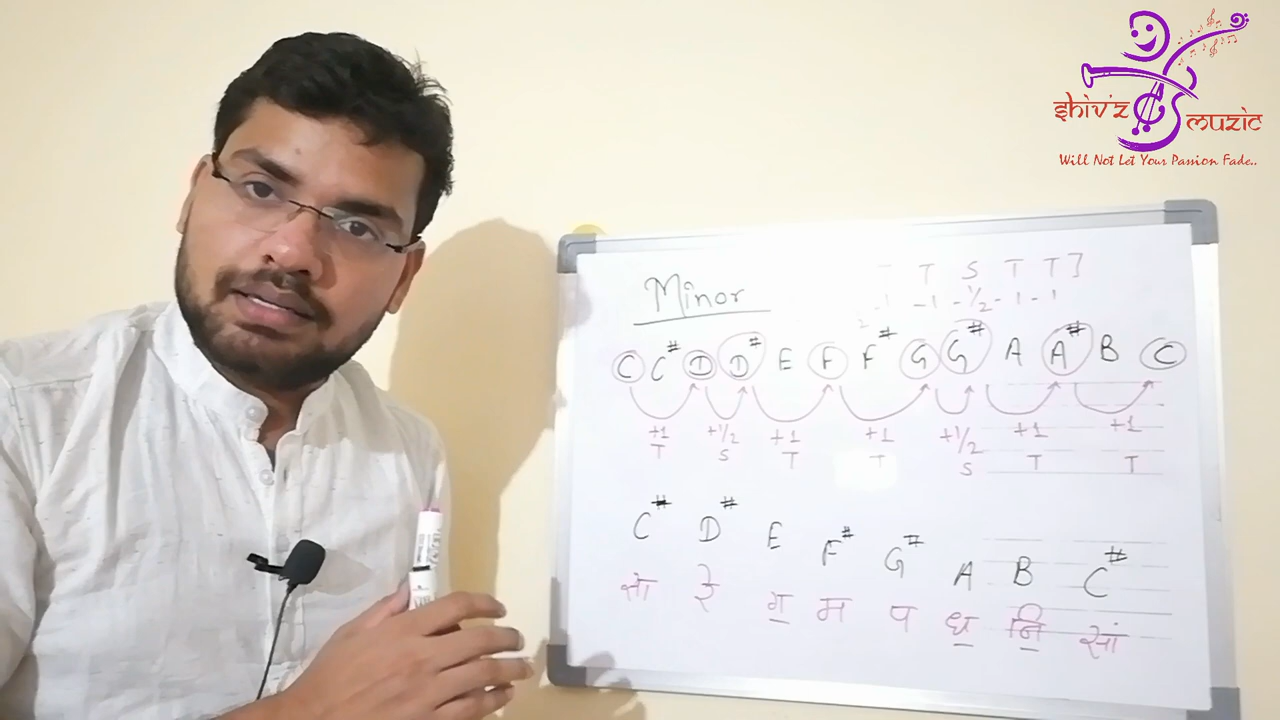 shiv'z muzic
Will Not Let Your Passion Fade..
Minor
T S T T ]
-1 -½ -1 -1
C C# D D# E F F# G G# A A# B C
+1 +½ +1 +1 +½ +1 +1
T S T T S T T
C# D# E F# G# A B C#
सा रे ग॒ म प ध॒ नि॒ सां